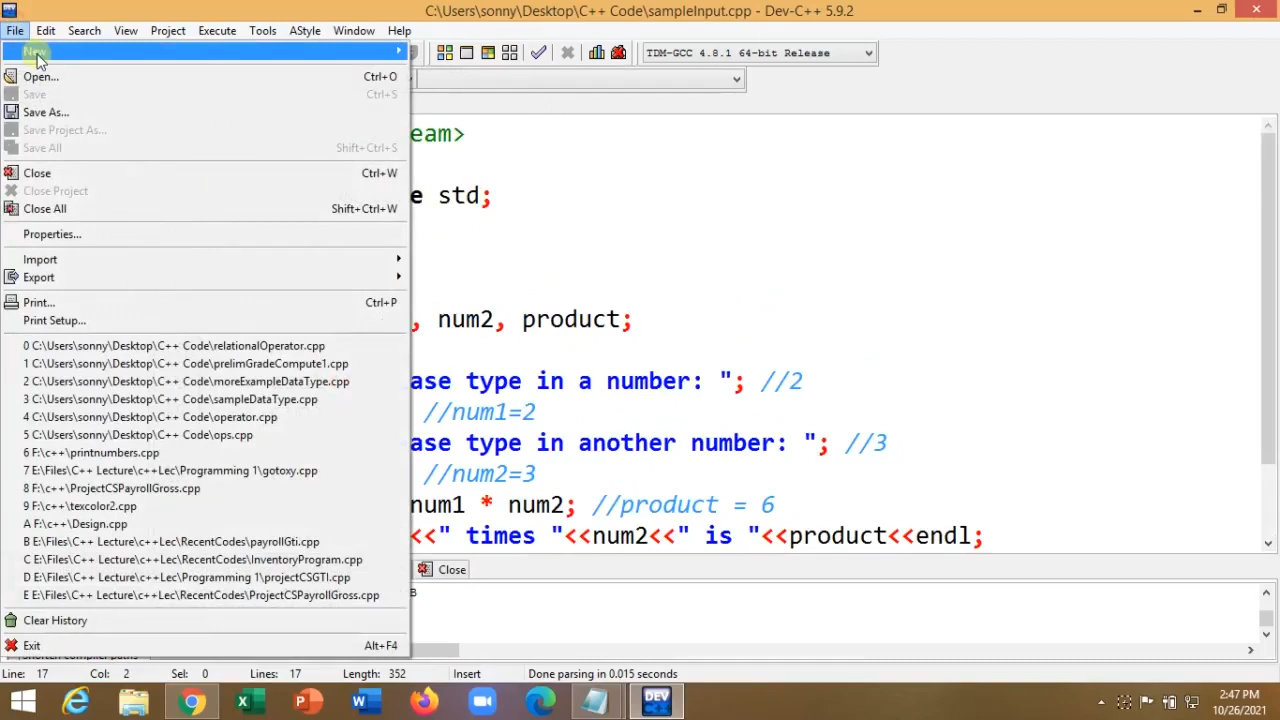 C:\Users\sonny\Desktop\C++ Code\sampleInput.cpp - Dev-C++ 5.9.2
File Edit Search View Project Execute Tools AStyle Window Help
New
TDM-GCC 4.8.1 64-bit Release
Open... Ctrl+O
Save Ctrl+S
Save As...
Save Project As...
Save All Shift+Ctrl+S
Close Ctrl+W
Close Project
Close All Shift+Ctrl+W
Properties...
Import
Export
Print... Ctrl+P
Print Setup...
0 C:\Users\sonny\Desktop\C++ Code\relationalOperator.cpp
1 C:\Users\sonny\Desktop\C++ Code\prelimGradeCompute1.cpp
2 C:\Users\sonny\Desktop\C++ Code\moreExampleDataType.cpp
3 C:\Users\sonny\Desktop\C++ Code\sampleDataType.cpp
4 C:\Users\sonny\Desktop\C++ Code\operator.cpp
5 C:\Users\sonny\Desktop\C++ Code\ops.cpp
6 F:\c++\printnumbers.cpp
7 E:\Files\C++ Lecture\c++Lec\Programming 1\gotoxy.cpp
8 F:\c++\ProjectCSPayrollGross.cpp
9 F:\c++\texcolor2.cpp
A F:\c++\Design.cpp
B E:\Files\C++ Lecture\c++Lec\RecentCodes\payrollGti.cpp
C E:\Files\C++ Lecture\c++Lec\RecentCodes\InventoryProgram.cpp
D E:\Files\C++ Lecture\c++Lec\Programming 1\projectCSGTI.cpp
E E:\Files\C++ Lecture\c++Lec\RecentCodes\ProjectCSPayrollGross.cpp
Clear History
Exit Alt+F4
eam>
e std;
, num2, product;
ase type in a number: "; //2
//num1=2
ase type in another number: "; //3
//num2=3
num1 * num2; //product = 6
<<" times "<<num2<<" is "<<product<<endl;
Close
B
Line: 17 Col: 2 Sel: 0 Lines: 17 Length: 352 Insert Done parsing in 0.015 seconds
DEV
2:47 PM
10/26/2021